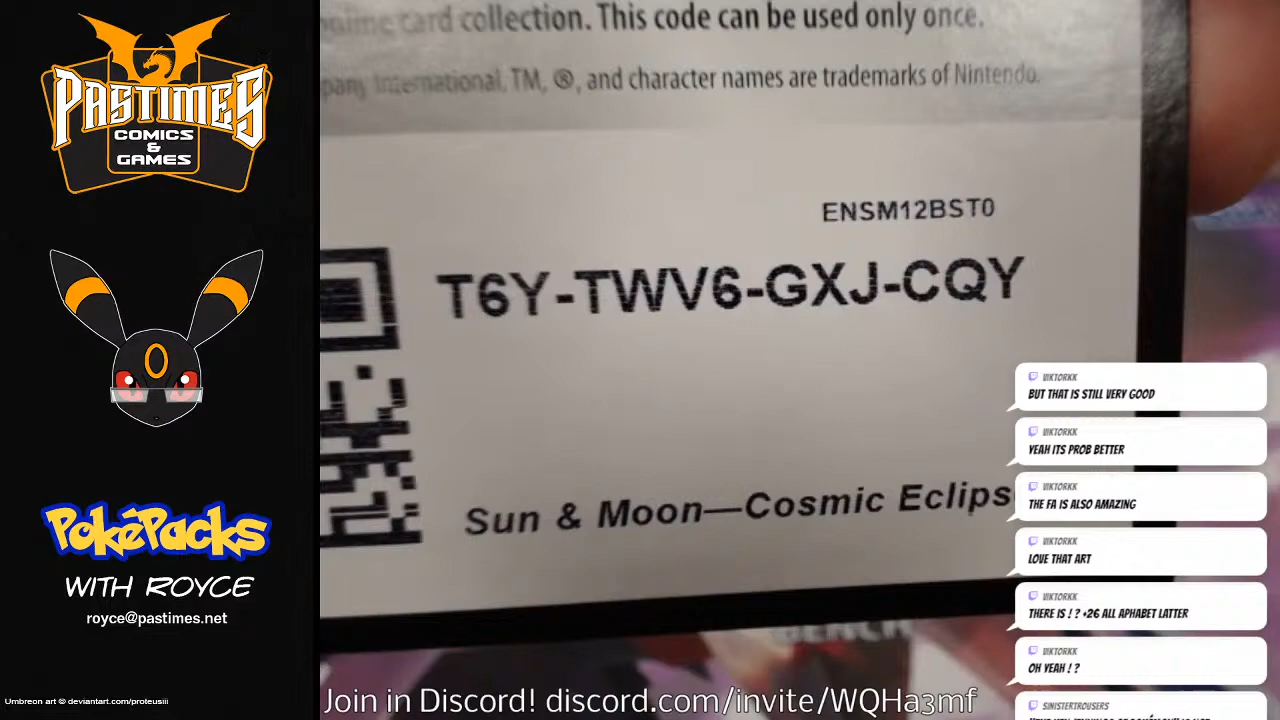 PASTIMES
COMICS
&
GAMES
PokéPacks
WITH ROYCE
royce@pastimes.net
Umbreon art © deviantart.com/proteusiii
card collection. This code can be used only once.
International, TM, ®, and character names are trademarks of Nintendo.
ENSM12BST0
T6Y-TWV6-GXJ-CQY
Sun & Moon—Cosmic Eclips
BENCH
VIKTORKK
BUT THAT IS STILL VERY GOOD
VIKTORKK
YEAH ITS PROB BETTER
VIKTORKK
THE FA IS ALSO AMAZING
VIKTORKK
LOVE THAT ART
VIKTORKK
THERE IS ! ? +26 ALL APHABET LATTER
VIKTORKK
OH YEAH ! ?
SINISTERTROUSERS
Join in Discord! discord.com/invite/WQHa3mf